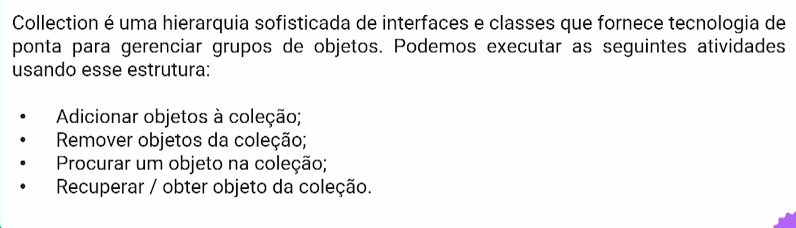 Collection é uma hierarquia sofisticada de interfaces e classes que fornece tecnologia de
ponta para gerenciar grupos de objetos. Podemos executar as seguintes atividades
usando esse estrutura:
• Adicionar objetos à coleção;
• Remover objetos da coleção;
• Procurar um objeto na coleção;
• Recuperar / obter objeto da coleção.